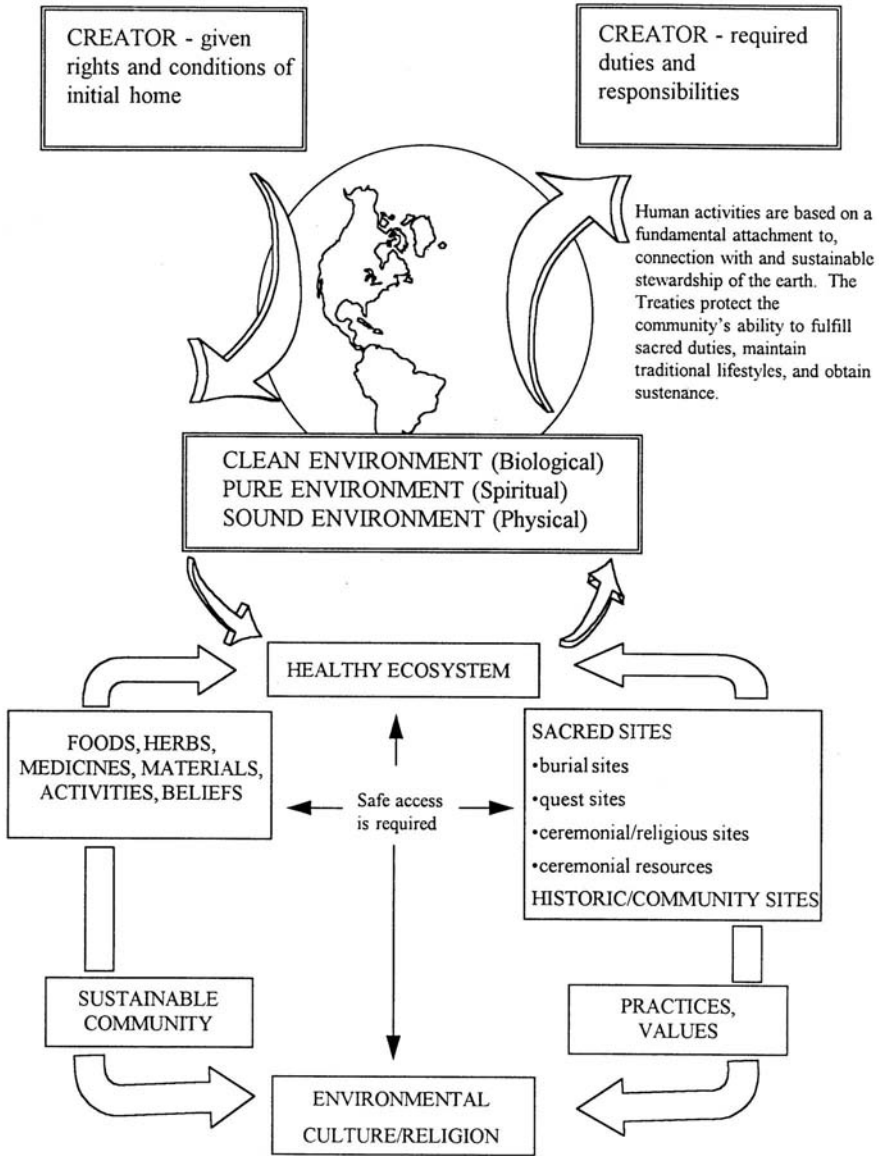 CREATOR - given
rights and conditions of
initial home
CREATOR - required
duties and
responsibilities
Human activities are based on a
fundamental attachment to,
connection with and sustainable
stewardship of the earth. The
Treaties protect the
community's ability to fulfill
sacred duties, maintain
traditional lifestyles, and obtain
sustenance.
CLEAN ENVIRONMENT (Biological)
PURE ENVIRONMENT (Spiritual)
SOUND ENVIRONMENT (Physical)
HEALTHY ECOSYSTEM
FOODS, HERBS,
MEDICINES, MATERIALS,
ACTIVITIES, BELIEFS
Safe access
is required
SACRED SITES
•burial sites
•quest sites
•ceremonial/religious sites
•ceremonial resources
HISTORIC/COMMUNITY SITES
SUSTAINABLE
COMMUNITY
PRACTICES,
VALUES
ENVIRONMENTAL
CULTURE/RELIGION